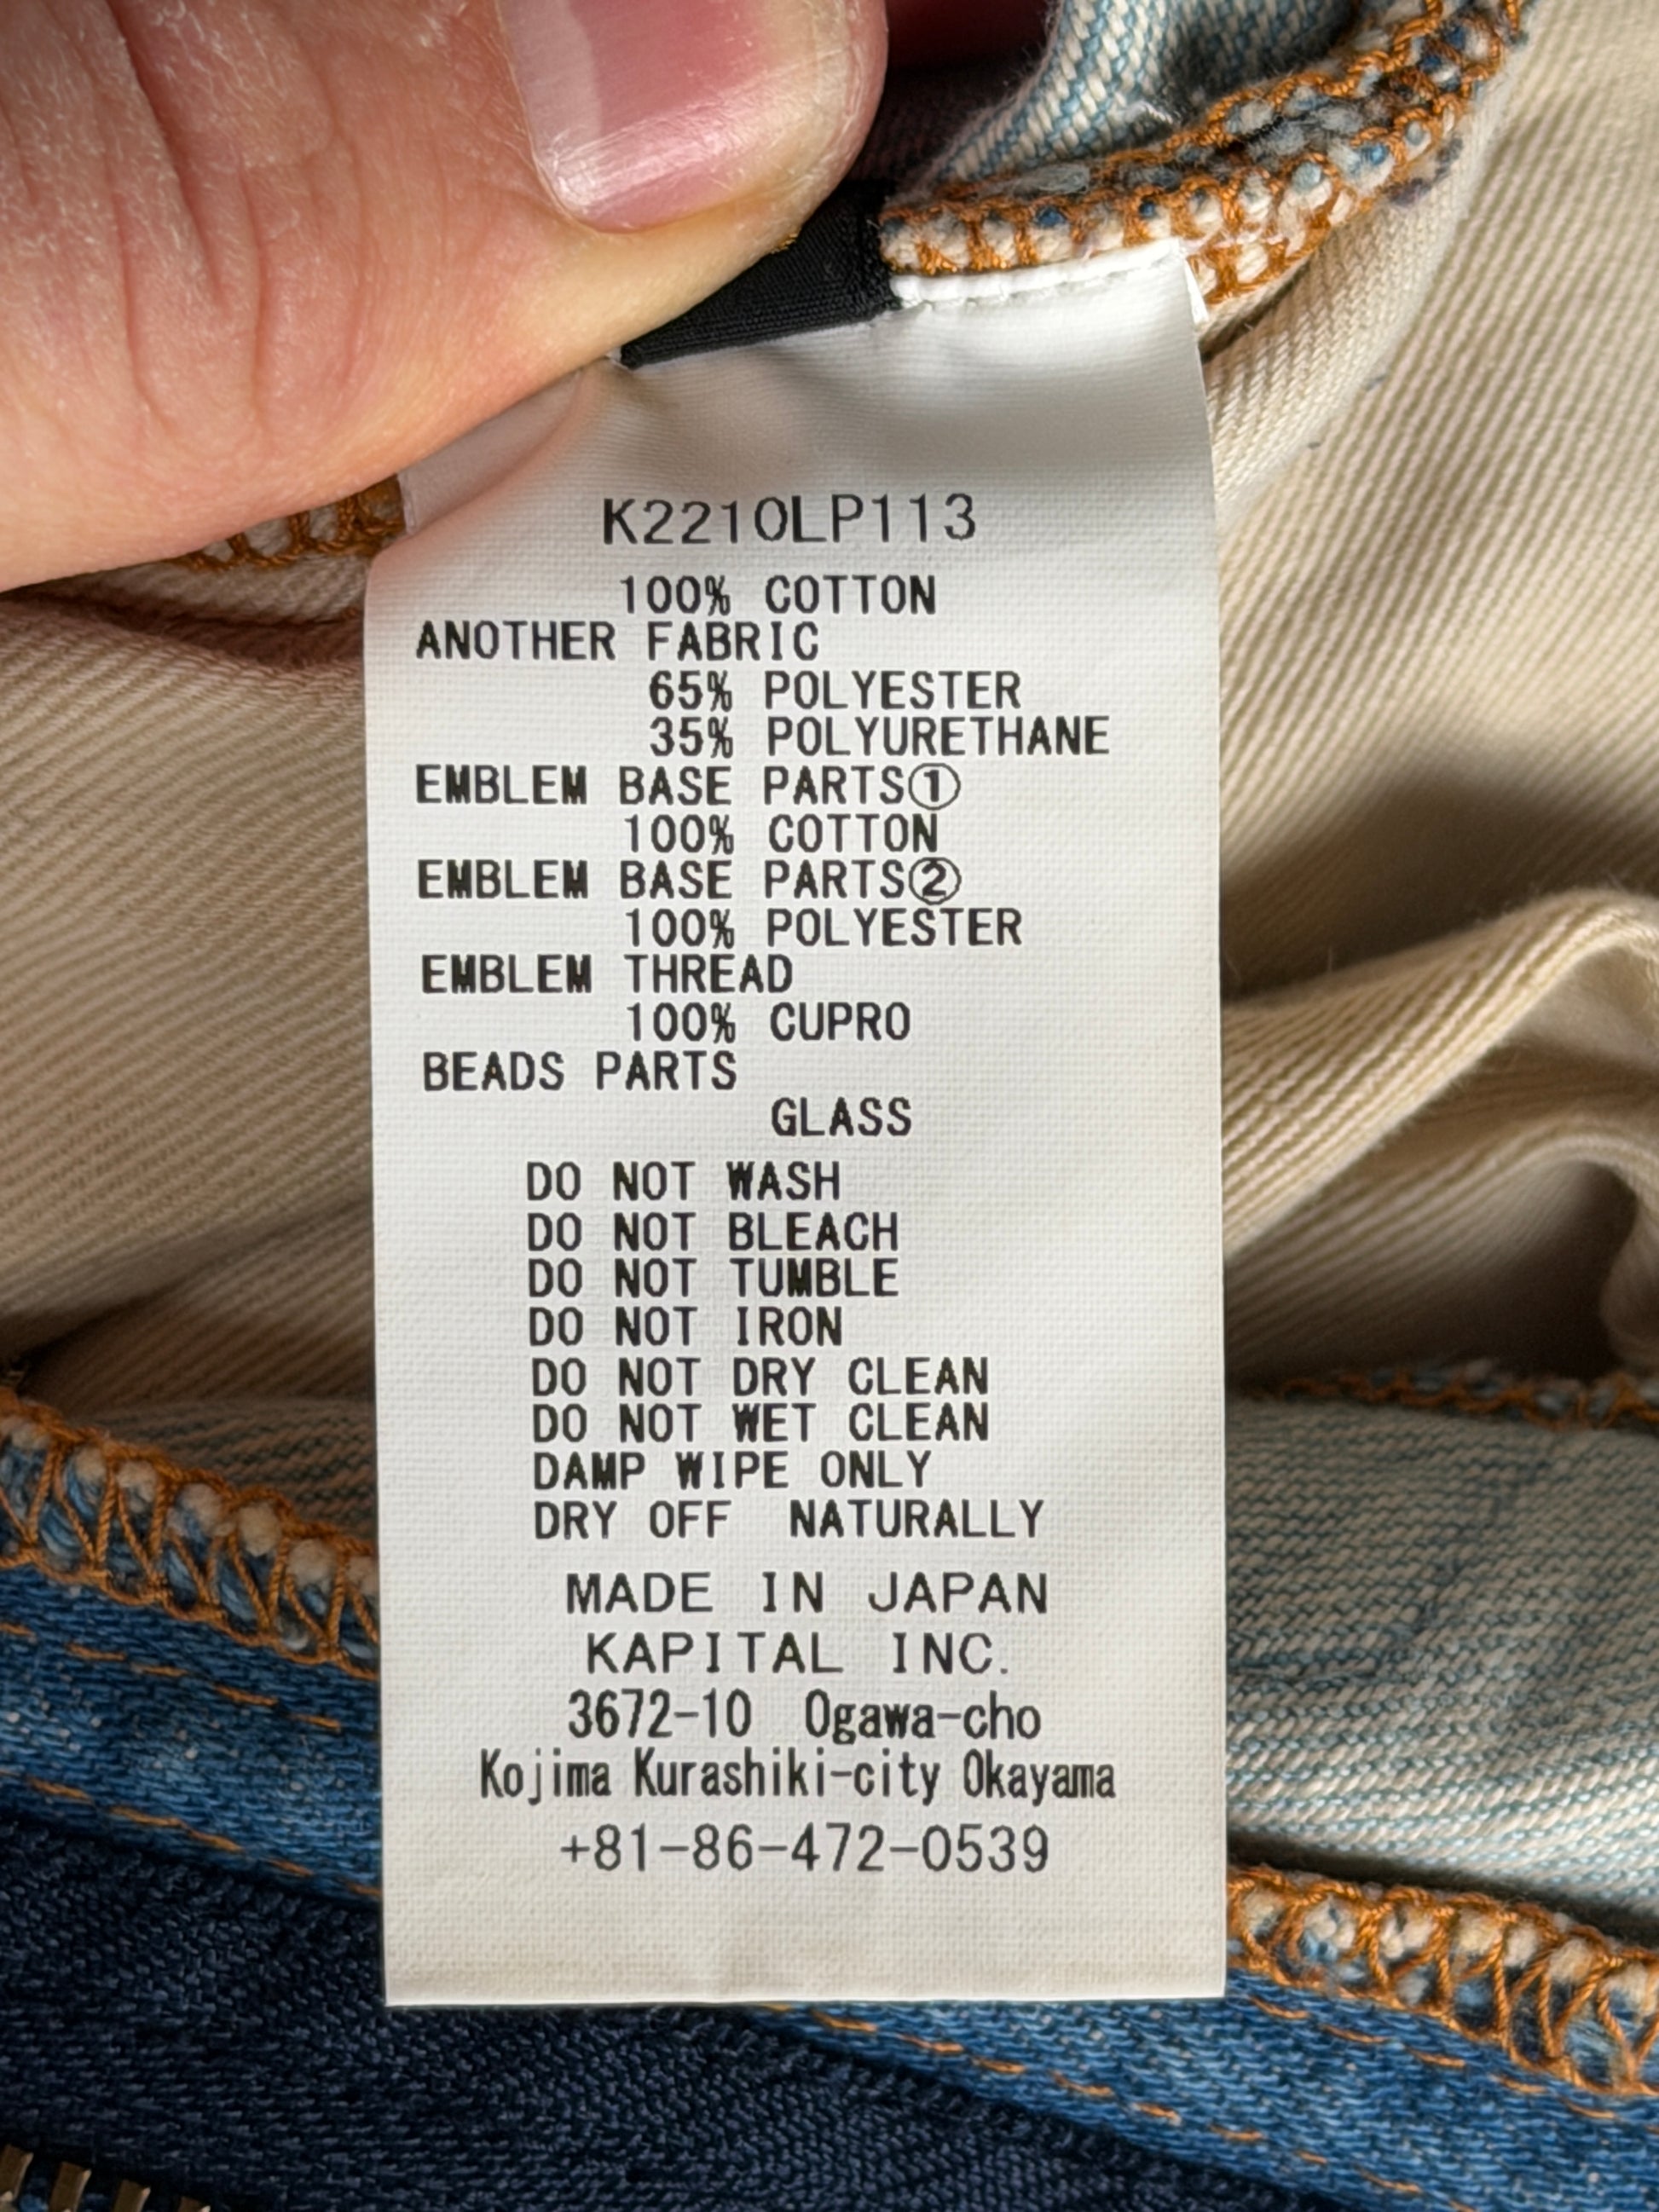 K2210LP113
100% COTTON
ANOTHER FABRIC
65% POLYESTER
35% POLYURETHANE
EMBLEM BASE PARTS①
100% COTTON
EMBLEM BASE PARTS②
100% POLYESTER
EMBLEM THREAD
100% CUPRO
BEADS PARTS
GLASS
DO NOT WASH
DO NOT BLEACH
DO NOT TUMBLE
DO NOT IRON
DO NOT DRY CLEAN
DO NOT WET CLEAN
DAMP WIPE ONLY
DRY OFF NATURALLY
MADE IN JAPAN
KAPITAL INC.
3672-10 Ogawa-cho
Kojima Kurashiki-city Okayama
+81-86-472-0539